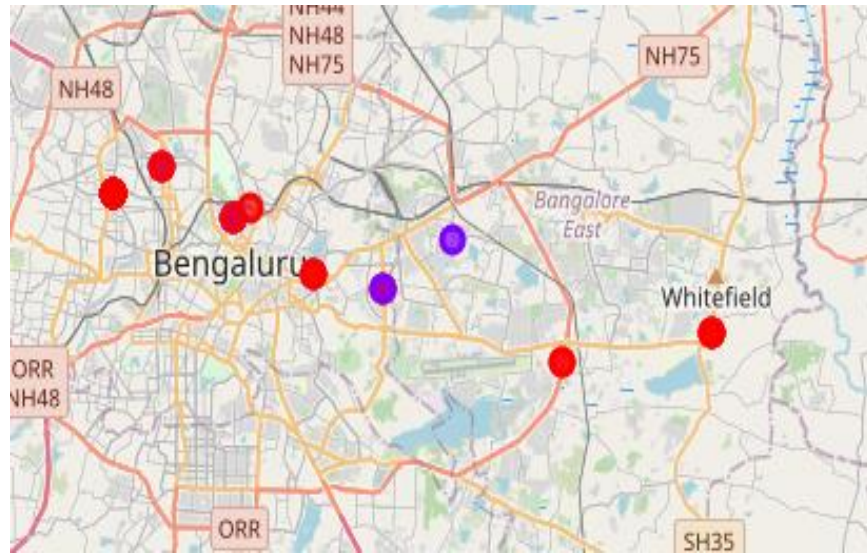 NH44
NH48
NH75
NH75
NH48
Bangalore
East
Bengaluru
Whitefield
ORR
NH48
ORR
SH35